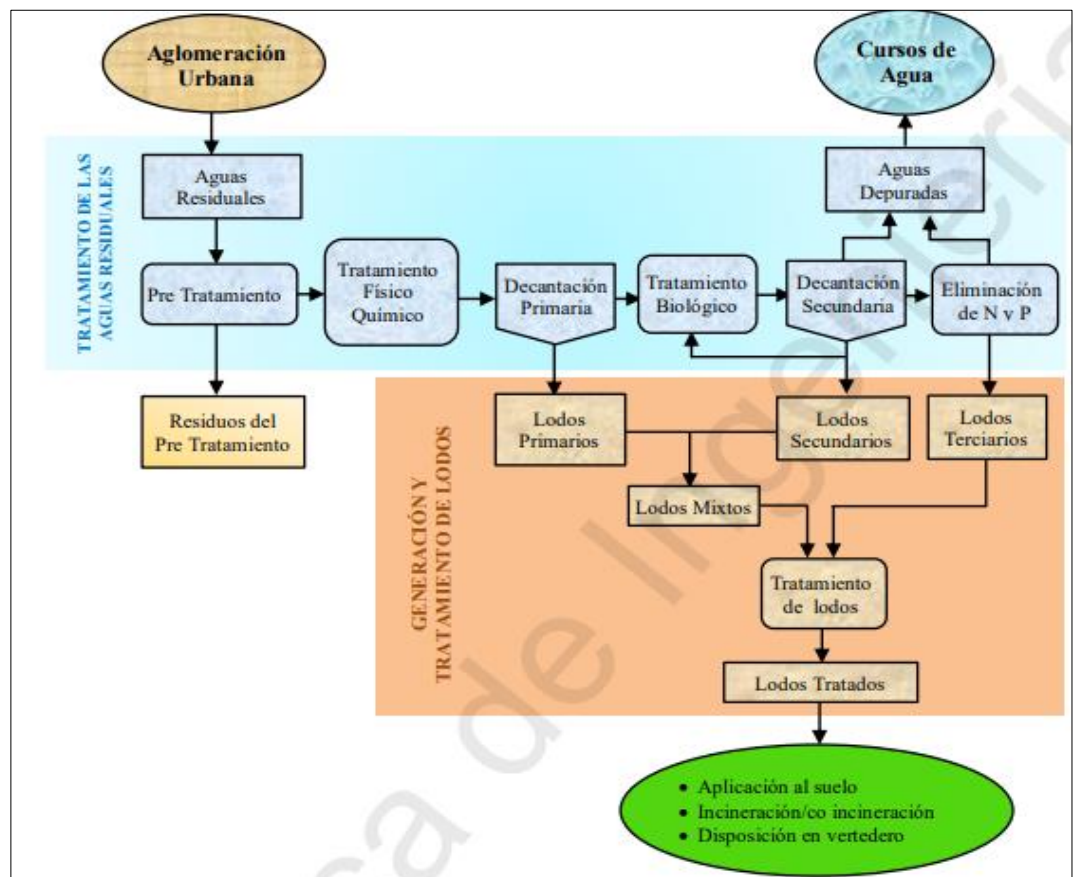 Aglomeración
Urbana
Cursos de
Agua
TRATAMIENTO DE LAS
AGUAS RESIDUALES
Aguas
Residuales
Aguas
Depuradas
Pre Tratamiento
Tratamiento
Físico
Químico
Decantación
Primaria
Tratamiento
Biológico
Decantación
Secundaria
Eliminación
de N y P
Residuos del
Pre Tratamiento
GENERACIÓN Y
TRATAMIENTO DE LODOS
Lodos
Primarios
Lodos
Secundarios
Lodos
Terciarios
Lodos Mixtos
Tratamiento
de lodos
Lodos Tratados
• Aplicación al suelo
• Incineración/co incineración
• Disposición en vertedero
de Ingeniería